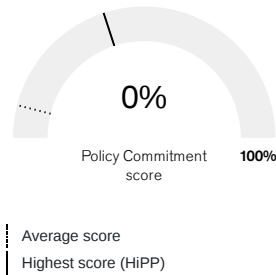 0%
Policy Commitment 100%
score
Average score
Highest score (HiPP)